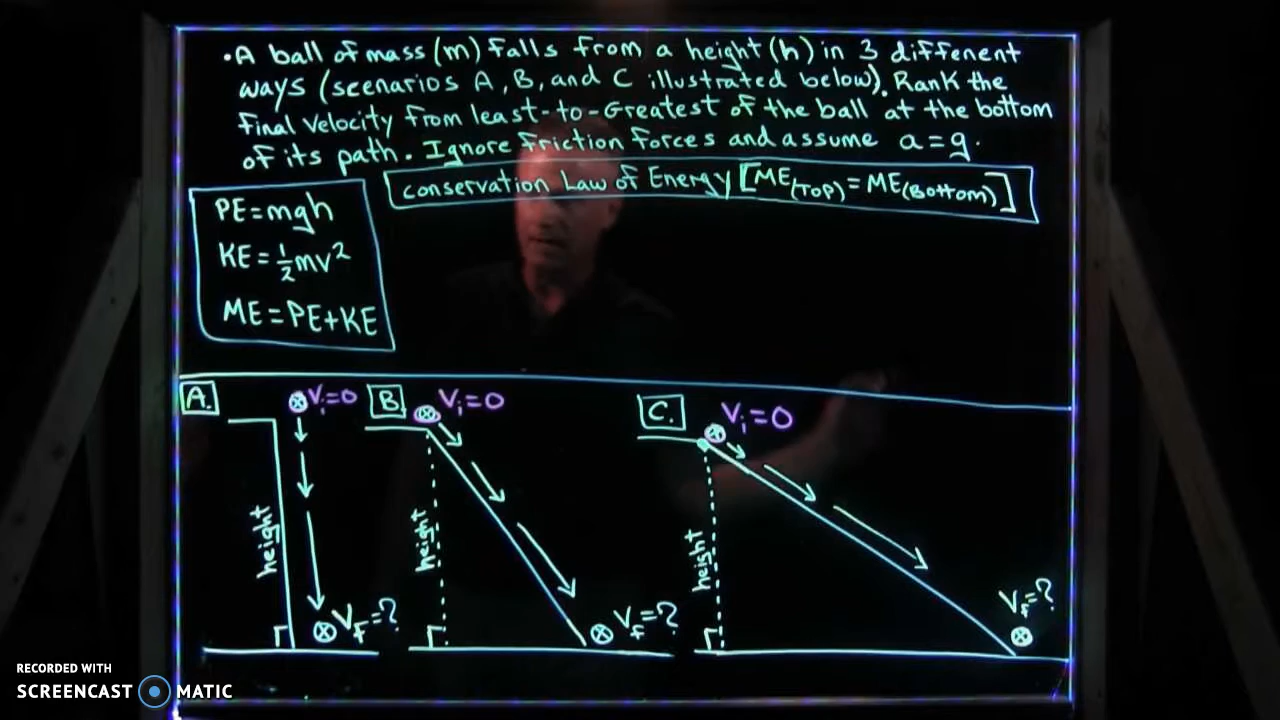 •A ball of mass (m) falls from a height (h) in 3 different
ways (scenarios A, B, and C illustrated below). Rank the
final velocity from least-to-Greatest of the ball at the bottom
of its path. Ignore friction forces and assume a=g.
conservation Law of Energy [ME(Top) = ME(Bottom)]
PE=mgh
KE=½mv²
ME=PE+KE
A.
Vi=0
height
Vf=?
B.
Vi=0
height
Vf=?
C.
Vi=0
height
Vf=?
RECORDED WITH
SCREENCAST MATIC